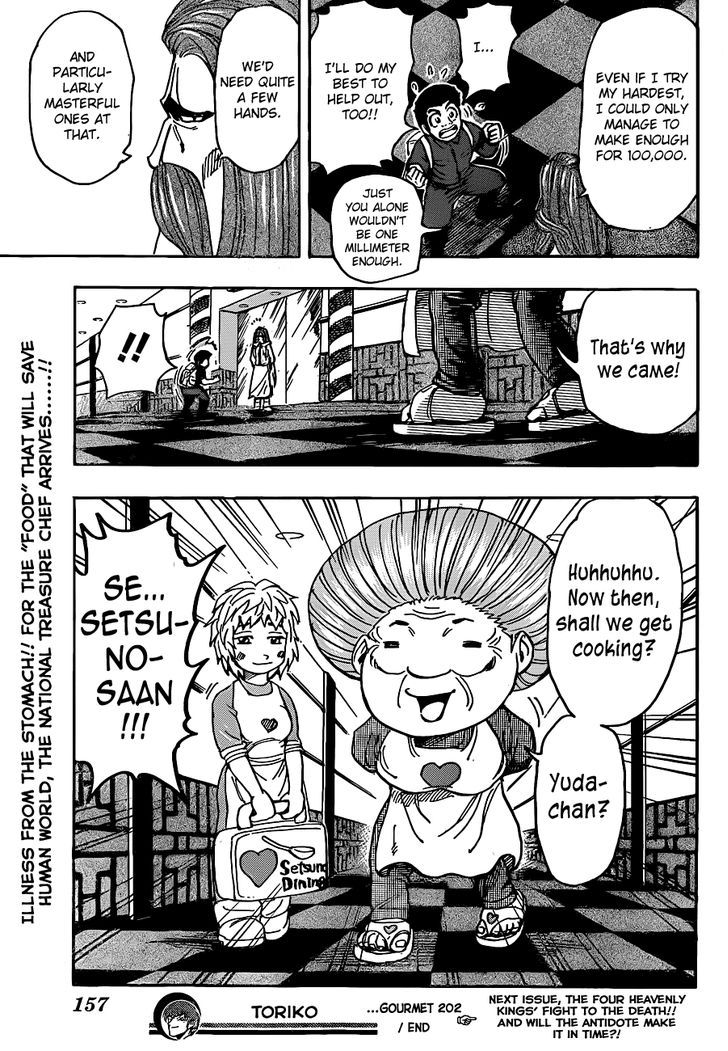 EVEN IF I TRY
MY HARDEST,
I COULD ONLY
MANAGE TO
MAKE ENOUGH
FOR 100,000.
I...
I'LL DO MY
BEST TO
HELP OUT,
TOO!!
JUST
YOU ALONE
WOULDN'T
BE ONE
MILLIMETER
ENOUGH.
WE'D
NEED QUITE
A FEW
HANDS.
AND
PARTICU-
LARLY
MASTERFUL
ONES AT
THAT.
That's why
we came!
!!
Huhhuhhu.
Now then,
shall we get
cooking?
Yuda-
chan?
SE...
SETSU-
NO-
SAAN
!!!
Setsuno
Dining
ILLNESS FROM THE STOMACH!! FOR THE "FOOD" THAT WILL SAVE
HUMAN WORLD, THE NATIONAL TREASURE CHEF ARRIVES.......!!
157
TORIKO
...GOURMET 202
/ END
NEXT ISSUE, THE FOUR HEAVENLY
KINGS' FIGHT TO THE DEATH!!
AND WILL THE ANTIDOTE MAKE
IT IN TIME?!